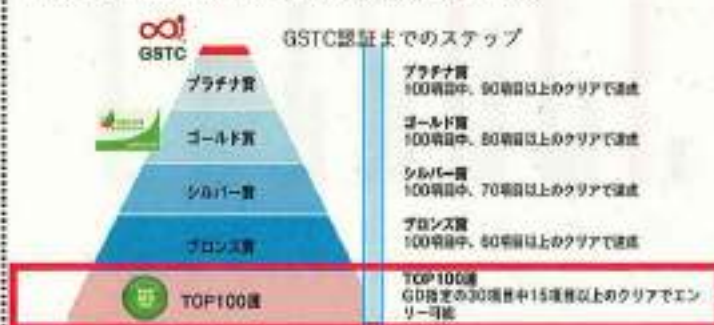 GSTC認証までのステップ
GSTC
プラチナ賞
プラチナ賞
100項目中、90項目以上のクリアで達成
ゴールド賞
ゴールド賞
100項目中、80項目以上のクリアで達成
シルバー賞
シルバー賞
100項目中、70項目以上のクリアで達成
ブロンズ賞
ブロンズ賞
100項目中、60項目以上のクリアで達成
TOP100選
TOP100選
GD指定の30項目中15項目以上のクリアでエン
トリー可能